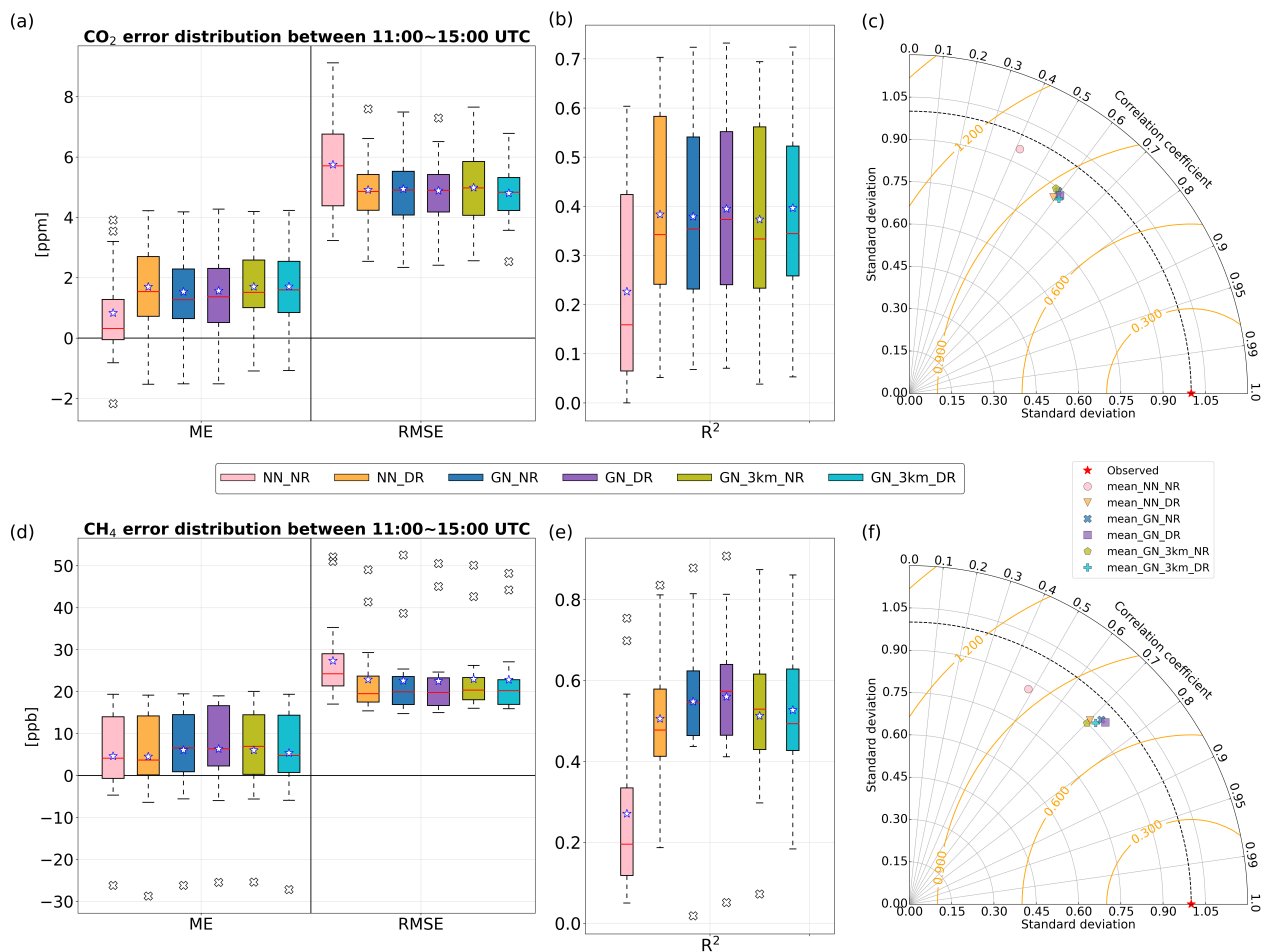 (a)
CO₂ error distribution between 11:00~15:00 UTC
[ppm]
8
6
4
2
0
−2
ME
RMSE
(b)
0.7
0.6
0.5
0.4
0.3
0.2
0.1
0.0
R²
(c)
0.0
0.1
0.2
0.3
0.4
0.5
0.6
0.7
0.8
0.9
0.95
0.99
1.0
Correlation coefficient
Standard deviation
1.05
0.90
0.75
0.60
0.45
0.30
0.15
0.00
1.200
0.900
0.600
0.300
0.00
0.15
0.30
0.45
0.60
0.75
0.90
1.05
Standard deviation
NN_NR
NN_DR
GN_NR
GN_DR
GN_3km_NR
GN_3km_DR
Observed
mean_NN_NR
mean_NN_DR
mean_GN_NR
mean_GN_DR
mean_GN_3km_NR
mean_GN_3km_DR
(d)
CH₄ error distribution between 11:00~15:00 UTC
[ppb]
50
40
30
20
10
0
−10
−20
−30
ME
RMSE
(e)
0.8
0.6
0.4
0.2
0.0
R²
(f)
0.0
0.1
0.2
0.3
0.4
0.5
0.6
0.7
0.8
0.9
0.95
0.99
1.0
Correlation coefficient
Standard deviation
1.05
0.90
0.75
0.60
0.45
0.30
0.15
0.00
1.200
0.900
0.600
0.300
0.00
0.15
0.30
0.45
0.60
0.75
0.90
1.05
Standard deviation